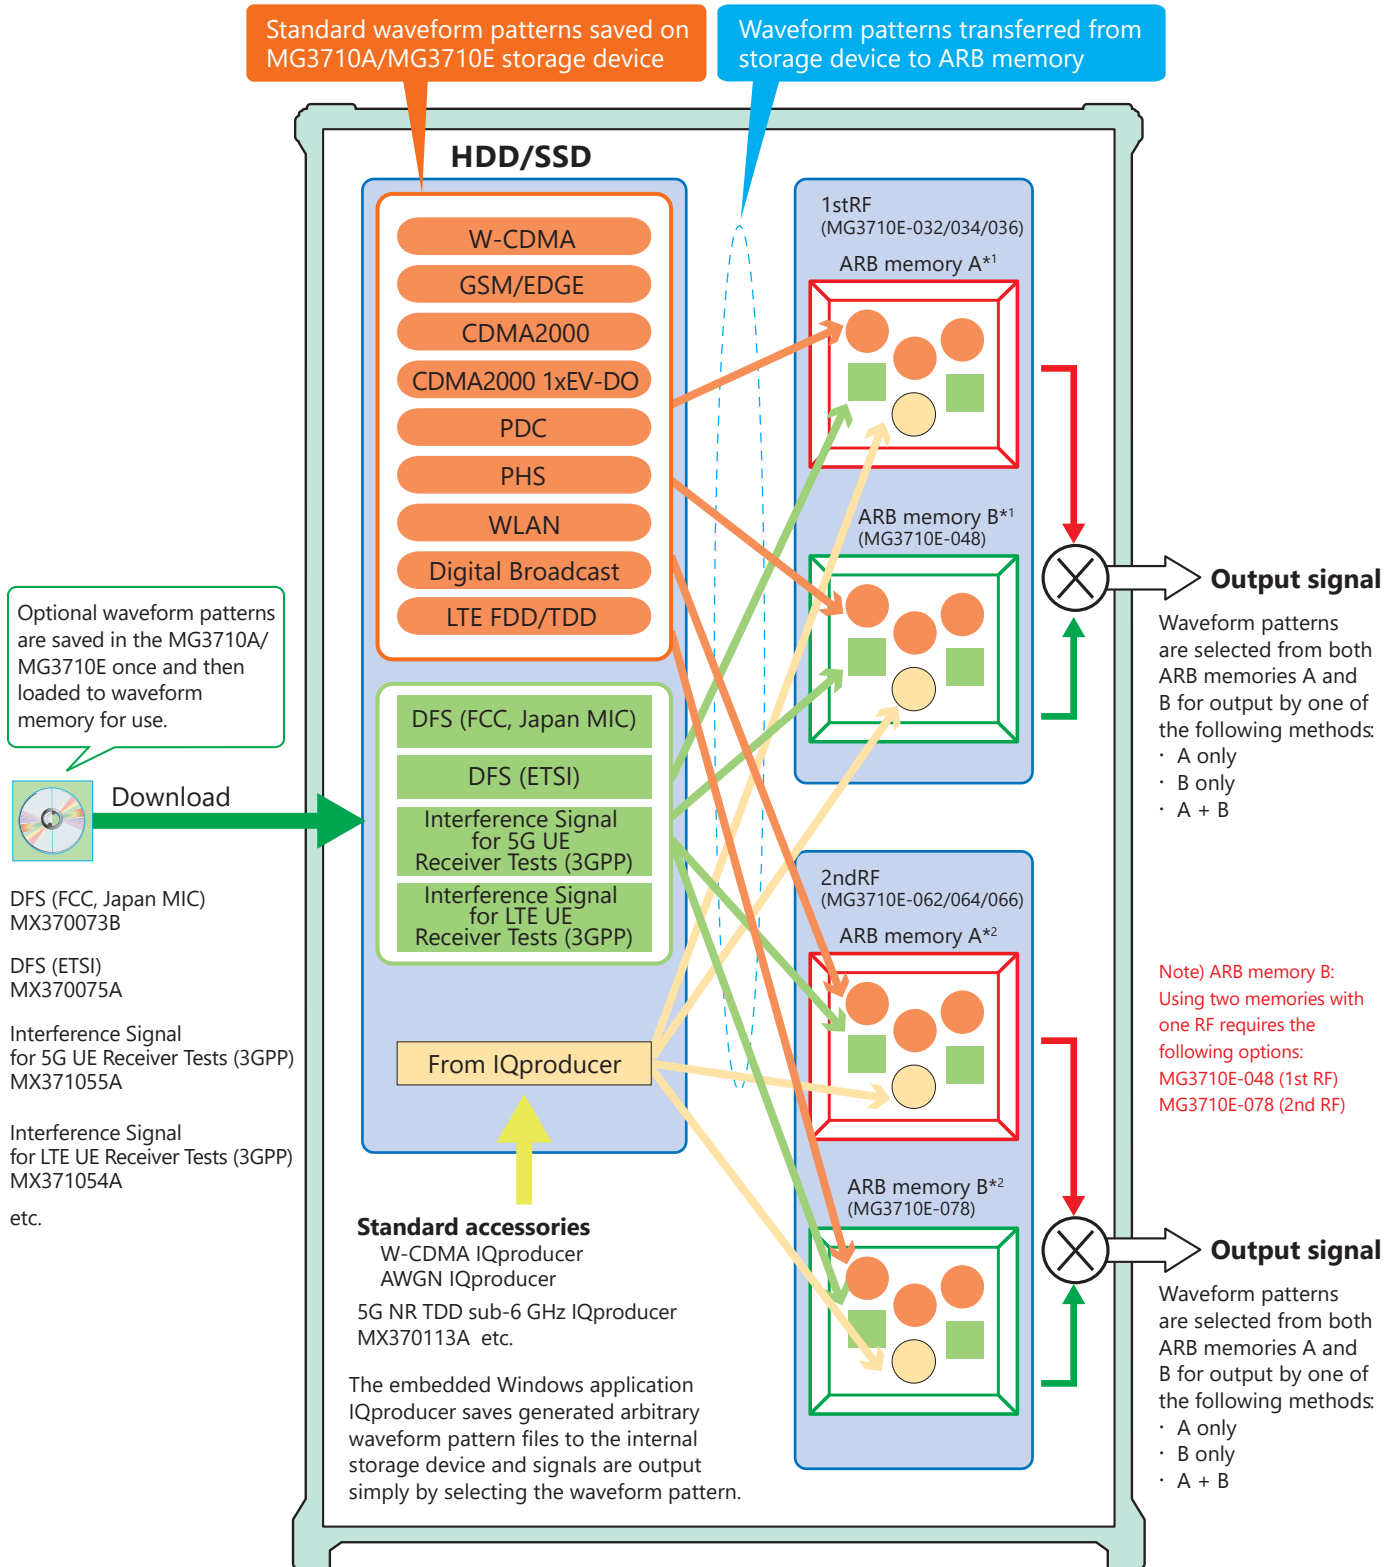 Standard waveform patterns saved on
MG3710A/MG3710E storage device
Waveform patterns transferred from
storage device to ARB memory
HDD/SSD
W-CDMA
GSM/EDGE
CDMA2000
CDMA2000 1xEV-DO
PDC
PHS
WLAN
Digital Broadcast
LTE FDD/TDD
DFS (FCC, Japan MIC)
DFS (ETSI)
Interference Signal
for 5G UE
Receiver Tests (3GPP)
Interference Signal
for LTE UE
Receiver Tests (3GPP)
From IQproducer
Optional waveform patterns
are saved in the MG3710A/
MG3710E once and then
loaded to waveform
memory for use.
Download
DFS (FCC, Japan MIC)
MX370073B
DFS (ETSI)
MX370075A
Interference Signal
for 5G UE Receiver Tests (3GPP)
MX371055A
Interference Signal
for LTE UE Receiver Tests (3GPP)
MX371054A
etc.
Standard accessories
W-CDMA IQproducer
AWGN IQproducer
5G NR TDD sub-6 GHz IQproducer
MX370113A etc.
The embedded Windows application
IQproducer saves generated arbitrary
waveform pattern files to the internal
storage device and signals are output
simply by selecting the waveform pattern.
1stRF
(MG3710E-032/034/036)
ARB memory A*1
ARB memory B*1
(MG3710E-048)
2ndRF
(MG3710E-062/064/066)
ARB memory A*2
ARB memory B*2
(MG3710E-078)
Output signal
Waveform patterns
are selected from both
ARB memories A and
B for output by one of
the following methods:
· A only
· B only
· A + B
Note) ARB memory B:
Using two memories with
one RF requires the
following options:
MG3710E-048 (1st RF)
MG3710E-078 (2nd RF)
Output signal
Waveform patterns
are selected from both
ARB memories A and
B for output by one of
the following methods:
· A only
· B only
· A + B